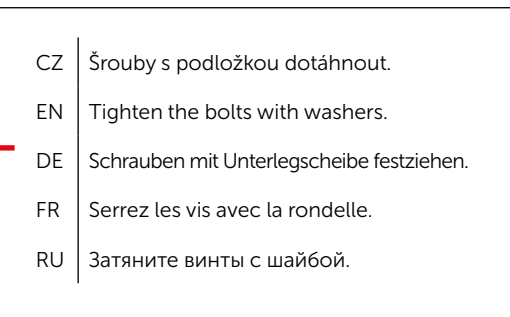 CZ Šrouby s podložkou dotáhnout.
EN Tighten the bolts with washers.
DE Schrauben mit Unterlegscheibe festziehen.
FR Serrez les vis avec la rondelle.
RU Затяните винты с шайбой.